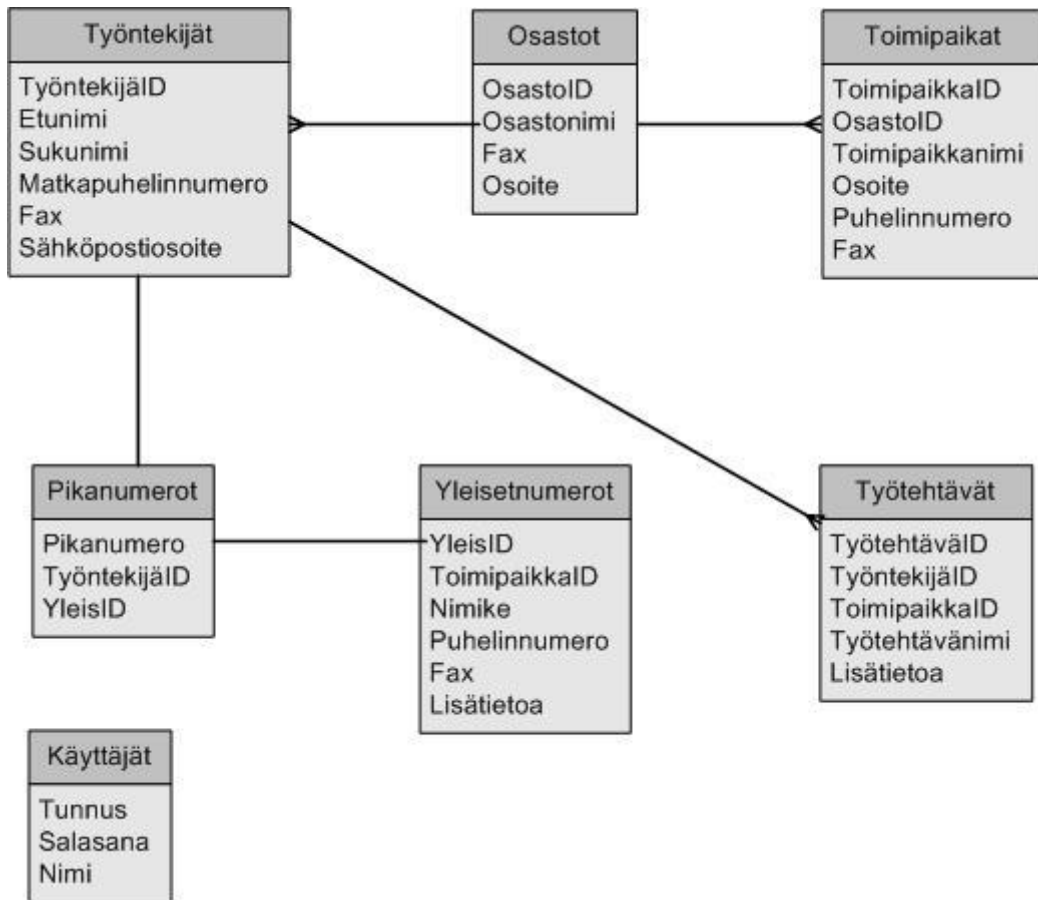 Työntekijät
TyöntekijäID
Etunimi
Sukunimi
Matkapuhelinnumero
Fax
Sähköpostiosoite
Osastot
OsastoID
Osastonimi
Fax
Osoite
Toimipaikat
ToimipaikkaID
OsastoID
Toimipaikkanimi
Osoite
Puhelinnumero
Fax
Pikanumerot
Pikanumero
TyöntekijäID
YleisID
Yleisetnumerot
YleisID
ToimipaikkaID
Nimike
Puhelinnumero
Fax
Lisätietoa
Työtehtävät
TyötehtäväID
TyöntekijäID
ToimipaikkaID
Työtehtävänimi
Lisätietoa
Käyttäjät
Tunnus
Salasana
Nimi